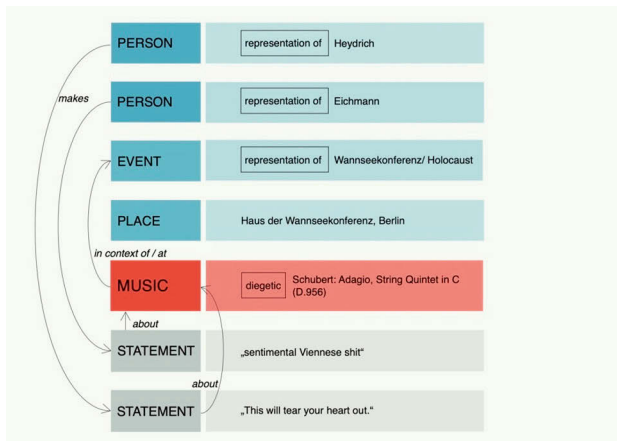 PERSON representation of Heydrich
makes
PERSON representation of Eichmann
EVENT representation of Wannseekonferenz/ Holocaust
PLACE Haus der Wannseekonferenz, Berlin
in context of / at
MUSIC diegetic Schubert: Adagio, String Quintet in C
(D.956)
about
STATEMENT „sentimental Viennese shit“
about
STATEMENT „This will tear your heart out.“